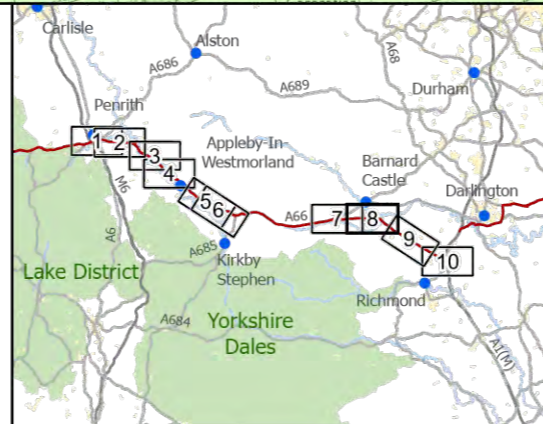 Carlisle
Alston
A686
A68
A689
Durham
Penrith
Appleby-In-
Westmorland
Barnard
Castle
Darlington
1
2
3
4
5
6
7
8
9
10
M6
A66
A6
A685
Kirkby
Stephen
Lake District
Richmond
A684
Yorkshire
Dales
A1(M)